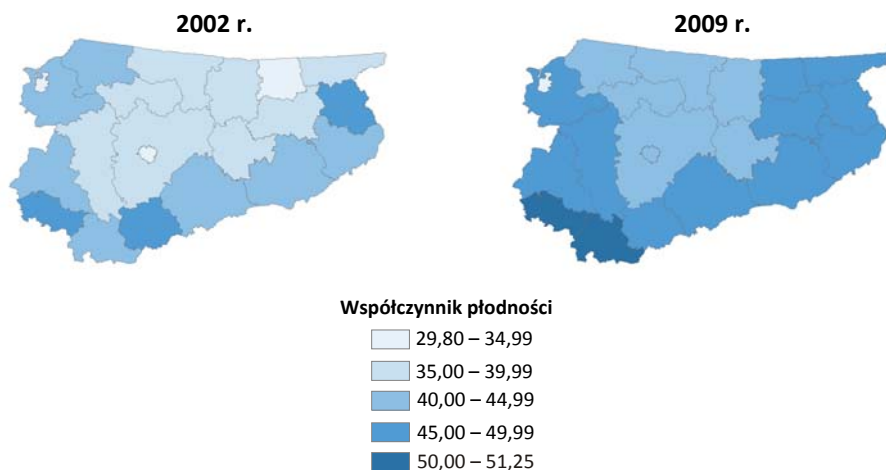 2002 r.
2009 r.
Współczynnik płodności
29,80 – 34,99
35,00 – 39,99
40,00 – 44,99
45,00 – 49,99
50,00 – 51,25